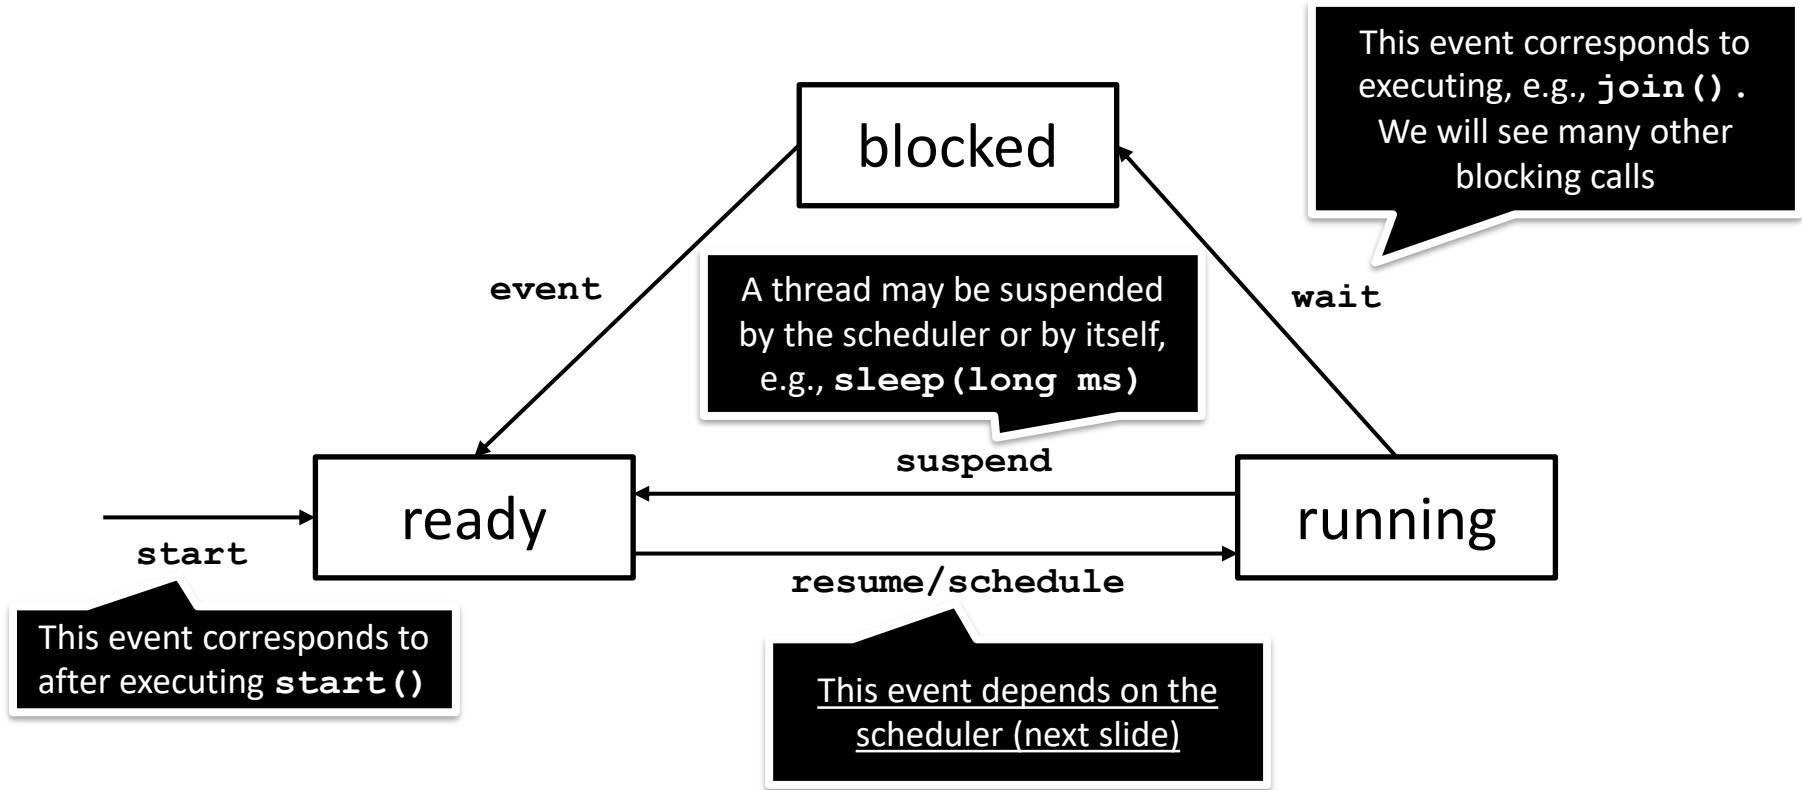 This event corresponds to
executing, e.g., join().
We will see many other
blocking calls
blocked
event
A thread may be suspended
by the scheduler or by itself,
e.g., sleep(long ms)
wait
suspend
ready
running
start
resume/schedule
This event corresponds to
after executing start()
This event depends on the
scheduler (next slide)